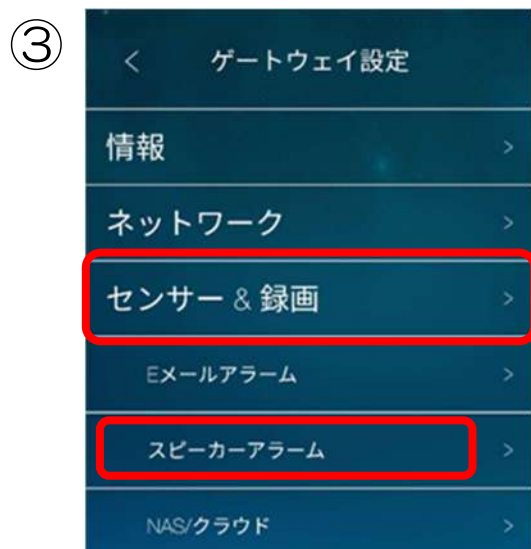 ③
< ゲートウェイ設定
情報 >
ネットワーク >
センサー & 録画 >
Eメールアラーム >
スピーカーアラーム >
NAS/クラウド >